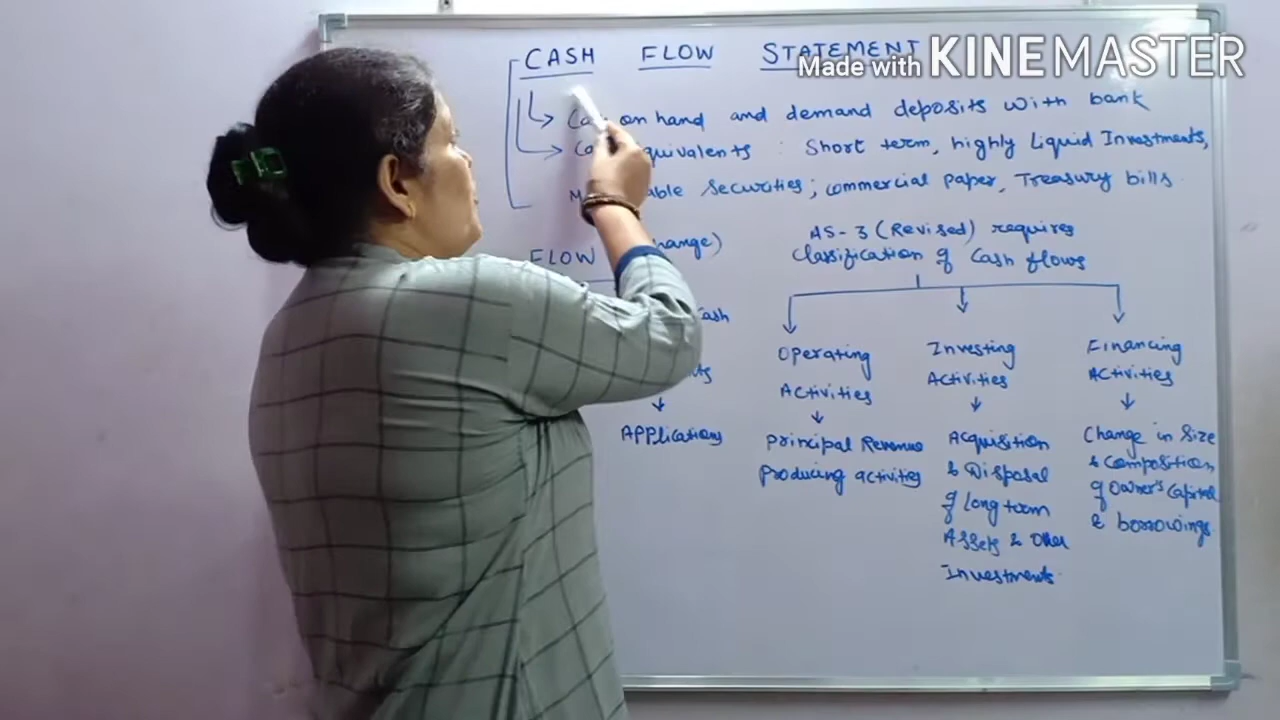 CASH FLOW STATEMENT
Made with KINEMASTER
on hand and demand deposits with bank
: Short term, highly Liquid Investments,
Securities; commercial paper, Treasury bills
FLOW
AS-3 (Revised) requires
classification of Cash flows
Cash
Applications
Operating
Activities
Principal Revenue
Producing activities
Investing
Activities
Acquisition
& Disposal
of long term
Assets & other
Investments
Financing
Activities
Change in Size
& Composition
of Owner's Capital
& borrowings